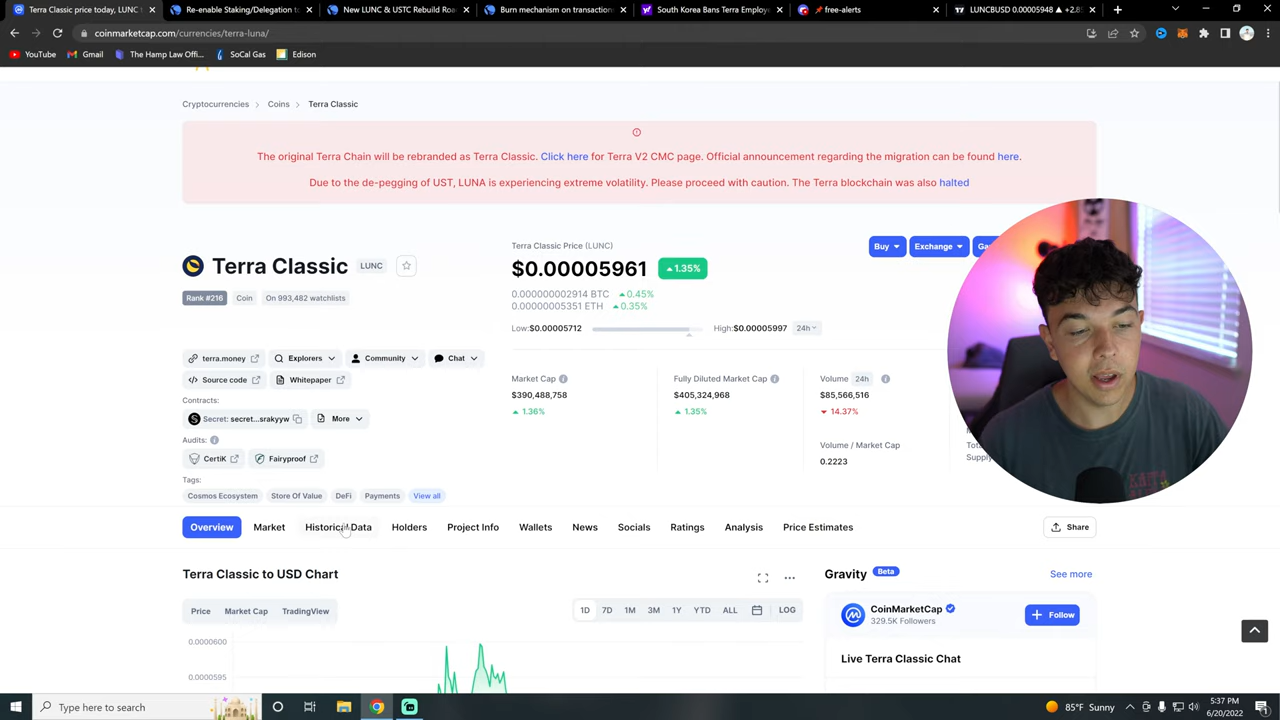 Terra Classic price today, LUNC t
Re-enable Staking/Delegation to
New LUNC & USTC Rebuild Road
Burn mechanism on transaction
South Korea Bans Terra Employe
free-alerts
LUNCBUSD 0.00005948 ▲ +2.8
coinmarketcap.com/currencies/terra-luna/
YouTube
Gmail
The Hamp Law Offi...
SoCal Gas
Edison
Cryptocurrencies > Coins > Terra Classic
The original Terra Chain will be rebranded as Terra Classic. Click here for Terra V2 CMC page. Official announcement regarding the migration can be found here.
Due to the de-pegging of UST, LUNA is experiencing extreme volatility. Please proceed with caution. The Terra blockchain was also halted
Terra Classic LUNC
Rank #216 Coin On 993,482 watchlists
Terra Classic Price (LUNC)
$0.00005961 1.35%
0.000000002914 BTC 0.45%
0.00000005351 ETH 0.35%
Low:$0.00005712 High:$0.00005997 24h
Buy Exchange Ga
terra.money Explorers Community Chat
Source code Whitepaper
Contracts:
Secret: secret...srakyyw More
Audits:
CertiK Fairyproof
Tags:
Cosmos Ecosystem Store Of Value DeFi Payments View all
Market Cap
$390,488,758
1.36%
Fully Diluted Market Cap
$405,324,968
1.35%
Volume 24h
$85,566,516
14.37%
Volume / Market Cap
0.2223
Supply
Overview Market Historical Data Holders Project Info Wallets News Socials Ratings Analysis Price Estimates Share
Terra Classic to USD Chart
Price Market Cap TradingView
1D 7D 1M 3M 1Y YTD ALL LOG
0.0000600
0.0000595
Gravity Beta See more
CoinMarketCap
329.5K Followers
Follow
Live Terra Classic Chat
Type here to search
85°F Sunny
5:37 PM
6/20/2022